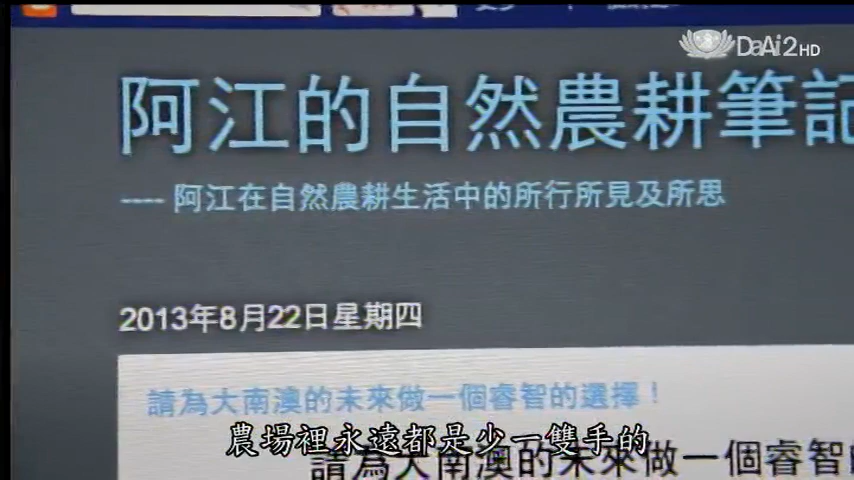 DaAi2HD
阿江的自然農耕筆記
---- 阿江在自然農耕生活中的所行所見及所思
2013年8月22日星期四
請為大南澳的未來做一個睿智的選擇！
農場裡永遠都是少一雙手的
請為大南澳的未來做一個睿智的